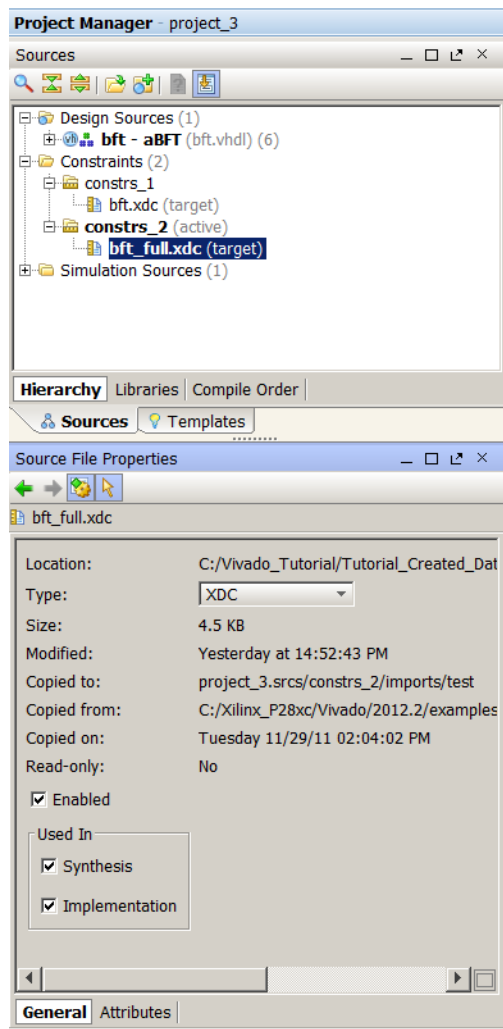 Project Manager - project_3
Sources
Design Sources (1)
bft - aBFT (bft.vhdl) (6)
Constraints (2)
constrs_1
bft.xdc (target)
constrs_2 (active)
bft_full.xdc (target)
Simulation Sources (1)
Hierarchy Libraries Compile Order
Sources Templates
Source File Properties
bft_full.xdc
Location: C:/Vivado_Tutorial/Tutorial_Created_Dat
Type: XDC
Size: 4.5 KB
Modified: Yesterday at 14:52:43 PM
Copied to: project_3.srcs/constrs_2/imports/test
Copied from: C:/Xilinx_P28xc/Vivado/2012.2/examples
Copied on: Tuesday 11/29/11 02:04:02 PM
Read-only: No
Enabled
Used In
Synthesis
Implementation
General Attributes